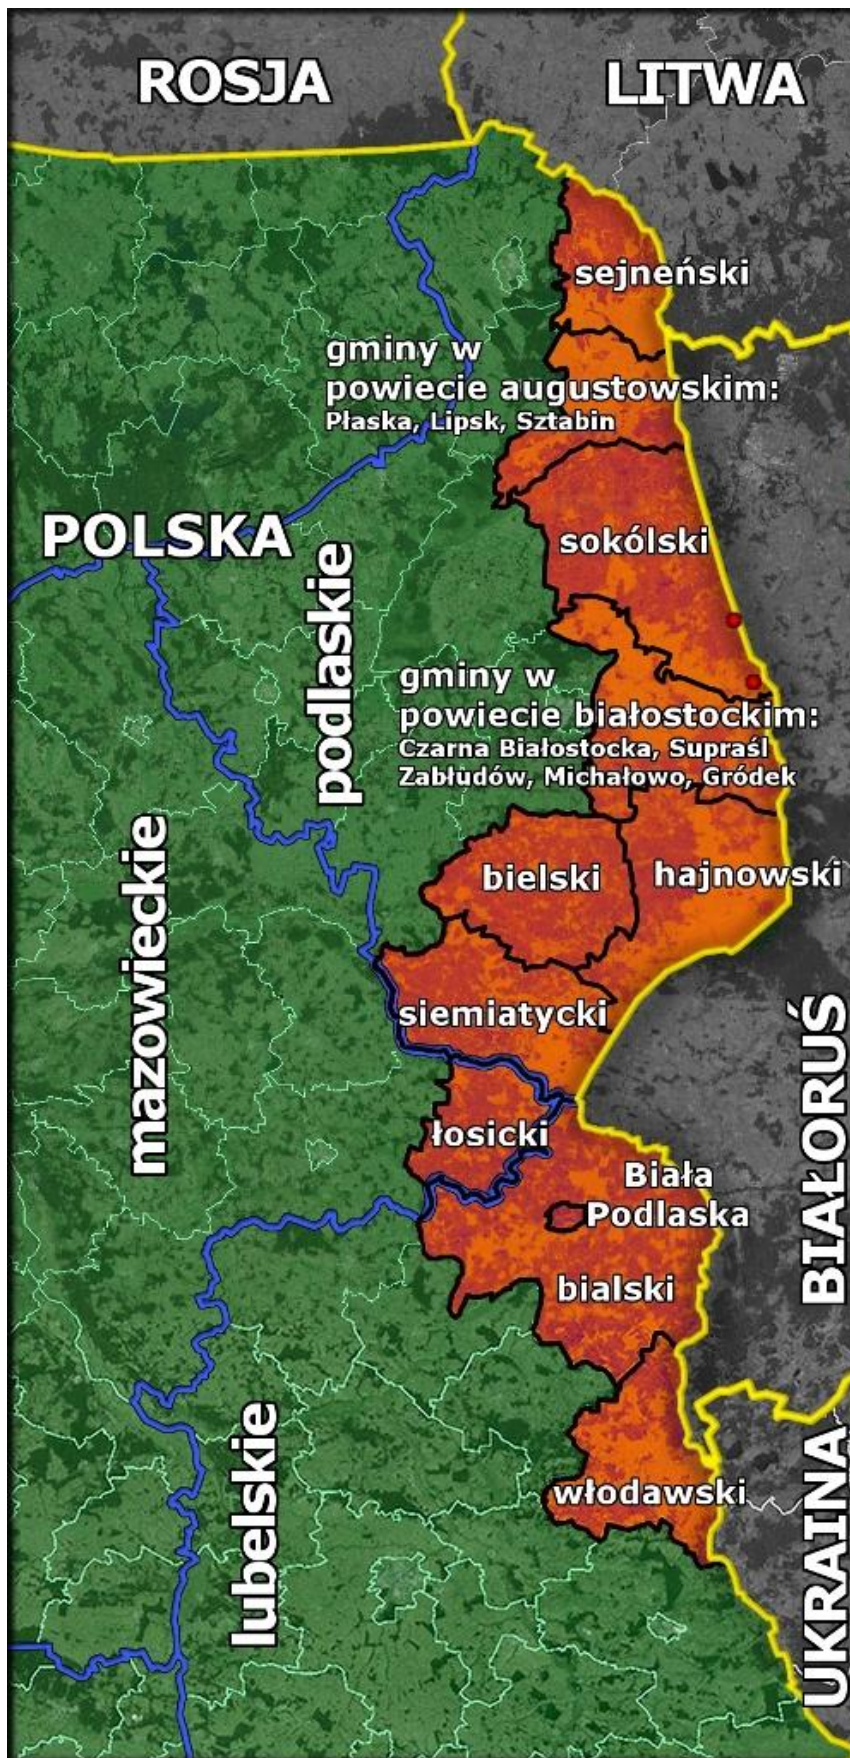 ROSJA
LITWA
sejneński
gminy w
powiecie augustowskim:
Płaska, Lipsk, Sztabin
POLSKA
sokólski
podlaskie
gminy w
powiecie białostockim:
Czarna Białostocka, Supraśl
Zabłudów, Michałowo, Gródek
mazowieckie
bielski
hajnowski
siemiatycki
BIAŁORUŚ
łosicki
Biała
Podlaska
bialski
lubelskie
włodawski
UKRAINA